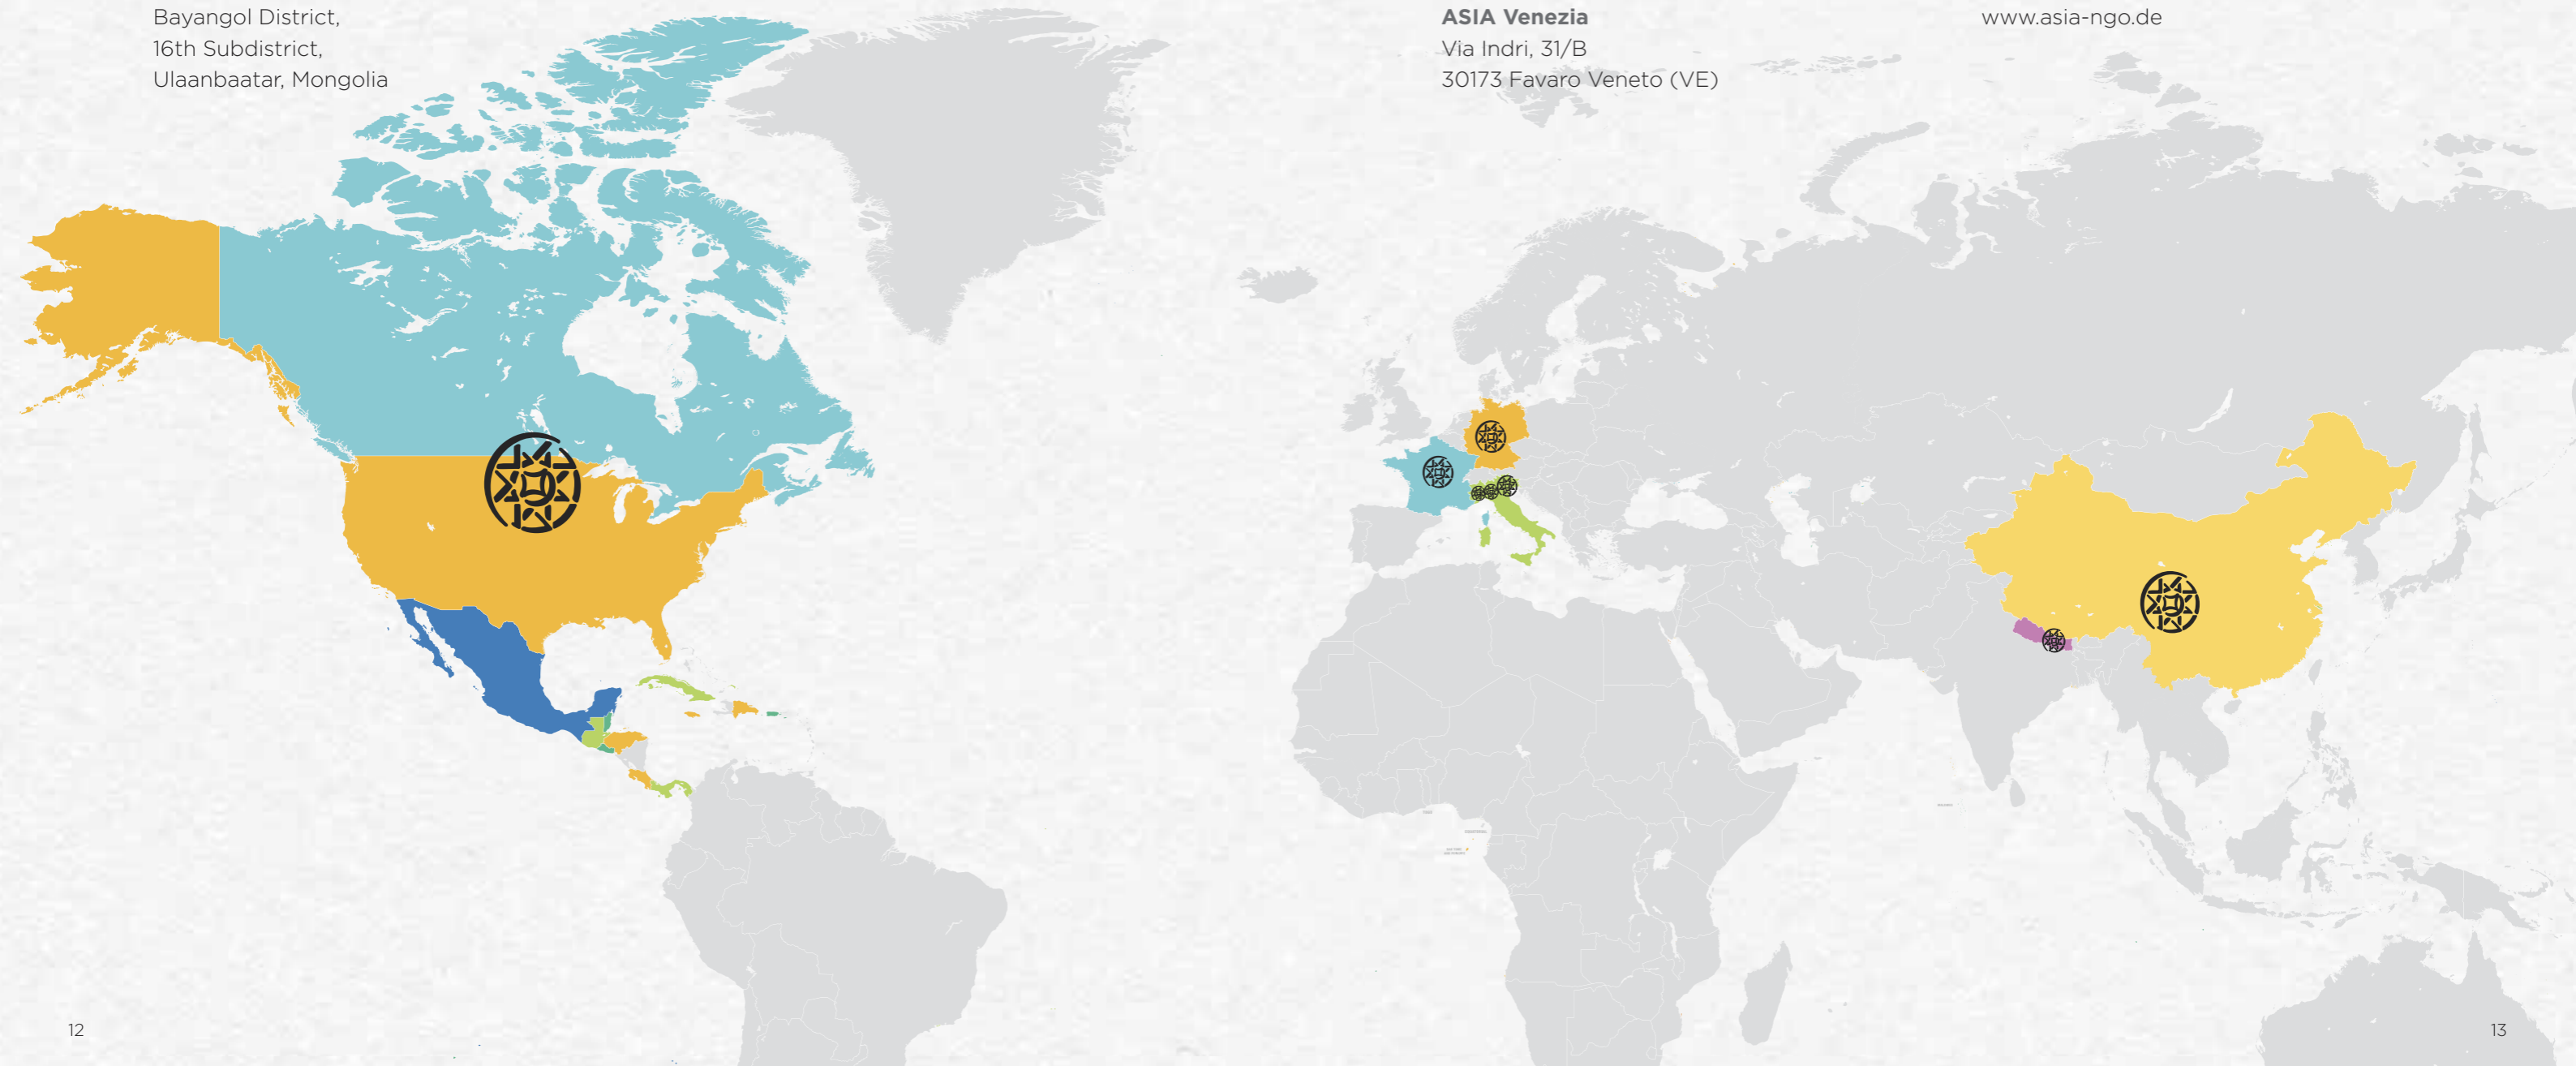 Bayangol District,
16th Subdistrict,
Ulaanbaatar, Mongolia
ASIA Venezia
Via Indri, 31/B
30173 Favaro Veneto (VE)
www.asia-ngo.de
12
13